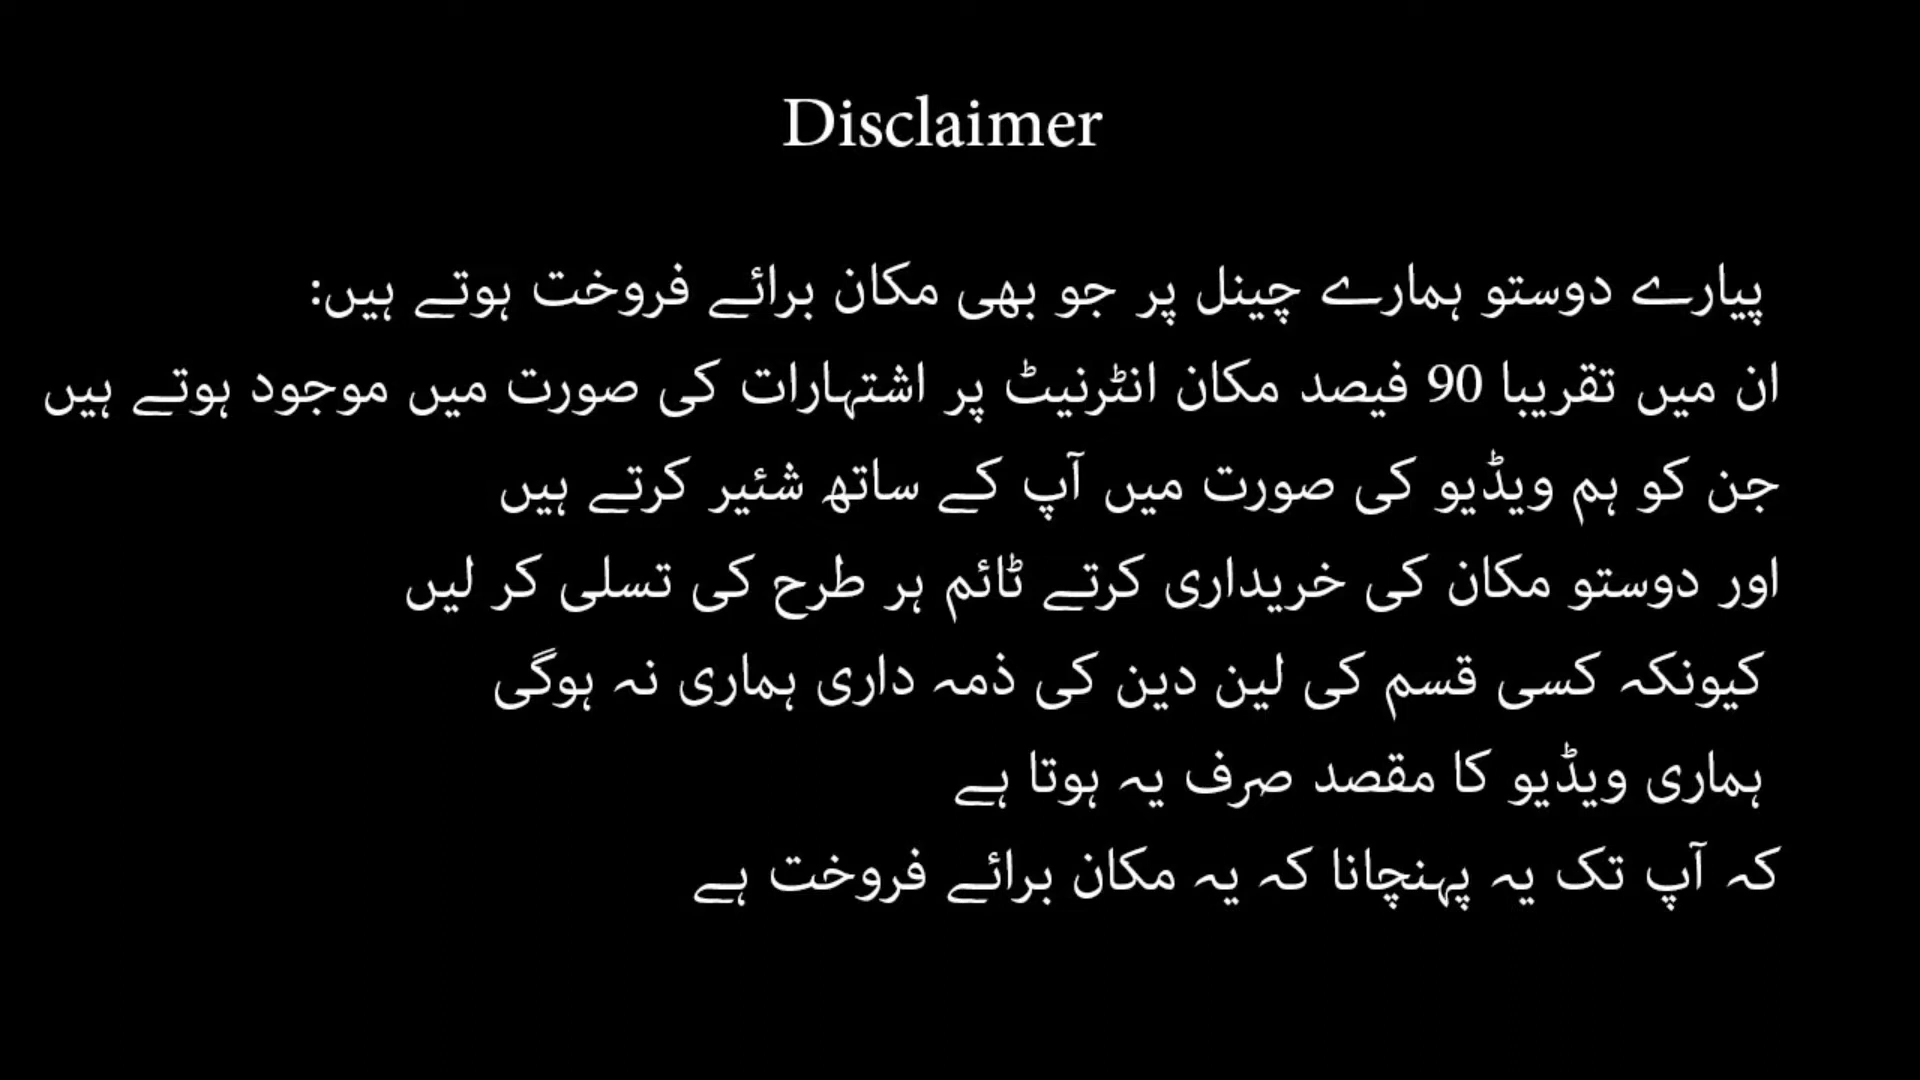 Disclaimer
پیارے دوستو ہمارے چینل پر جو بھی مکان برائے فروخت ہوتے ہیں:
ان میں تقریبا 90 فیصد مکان انٹرنیٹ پر اشتہارات کی صورت میں موجود ہوتے ہیں
جن کو ہم ویڈیو کی صورت میں آپ کے ساتھ شئیر کرتے ہیں
اور دوستو مکان کی خریداری کرتے ٹائم ہر طرح کی تسلی کر لیں
کیونکہ کسی قسم کی لین دین کی ذمہ داری ہماری نہ ہوگی
ہماری ویڈیو کا مقصد صرف یہ ہوتا ہے
کہ آپ تک یہ پہنچانا کہ یہ مکان برائے فروخت ہے